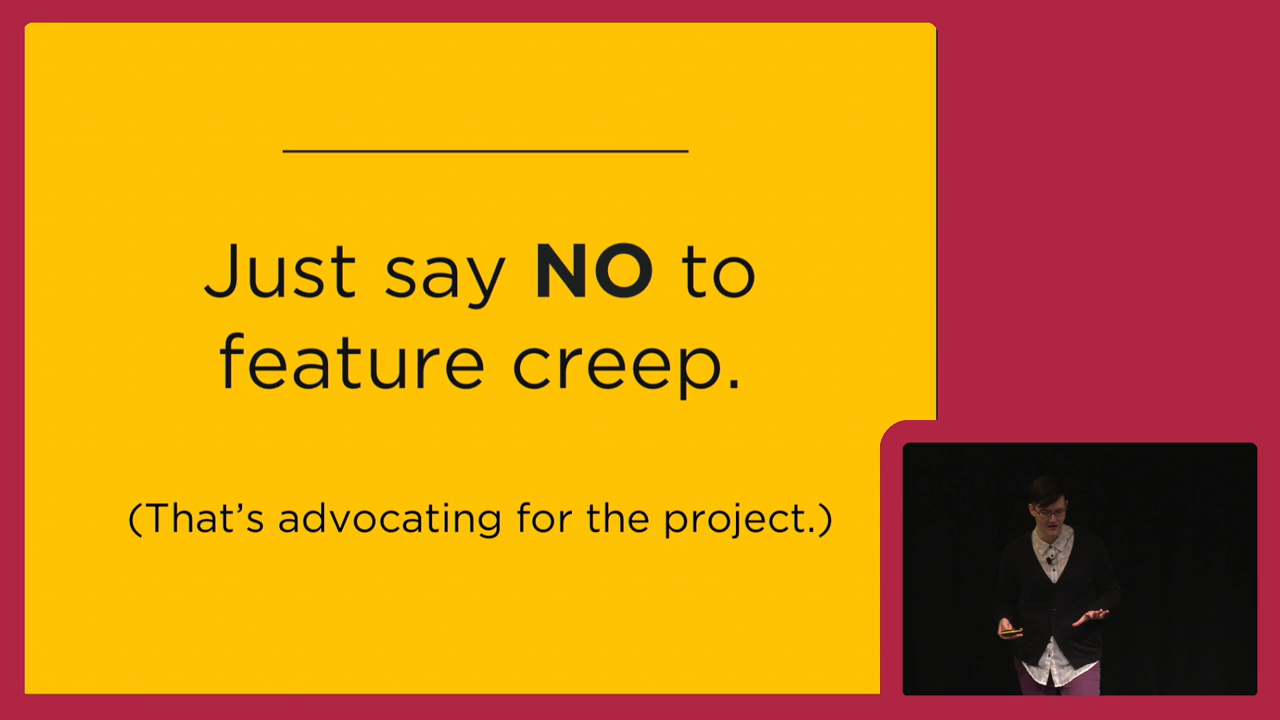 Just say NO to
feature creep.
(That’s advocating for the project.)